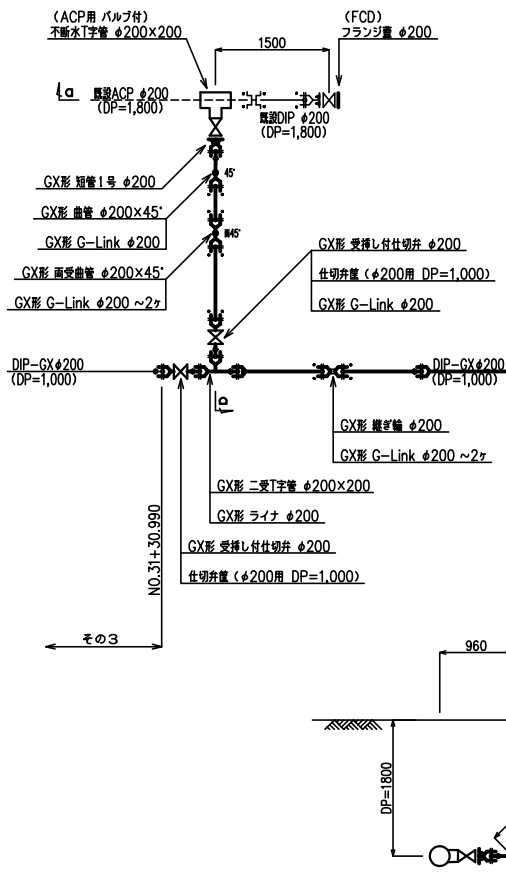 (ACP用 バルブ付)
不断水T字管 φ200×200
(FCD)
フランジ蓋 φ200
1500
a
既設ACP φ200
(DP=1,800)
既設DIP φ200
(DP=1,800)
GX形 短管1号 φ200
45°
GX形 曲管 φ200×45°
GX形 G-Link φ200
両45°
GX形 両受曲管 φ200×45°
GX形 G-Link φ200 ~2ヶ
GX形 受挿し付仕切弁 φ200
仕切弁筐 (φ200用 DP=1,000)
GX形 G-Link φ200
DIP-GXφ200
(DP=1,000)
DIP-GXφ200
(DP=1,000)
a
GX形 継ぎ輪 φ200
GX形 G-Link φ200 ~2ヶ
GX形 二受T字管 φ200×200
GX形 ライナ φ200
GX形 受挿し付仕切弁 φ200
仕切弁筐 (φ200用 DP=1,000)
NO.31+30.990
その3
960
DP=1800